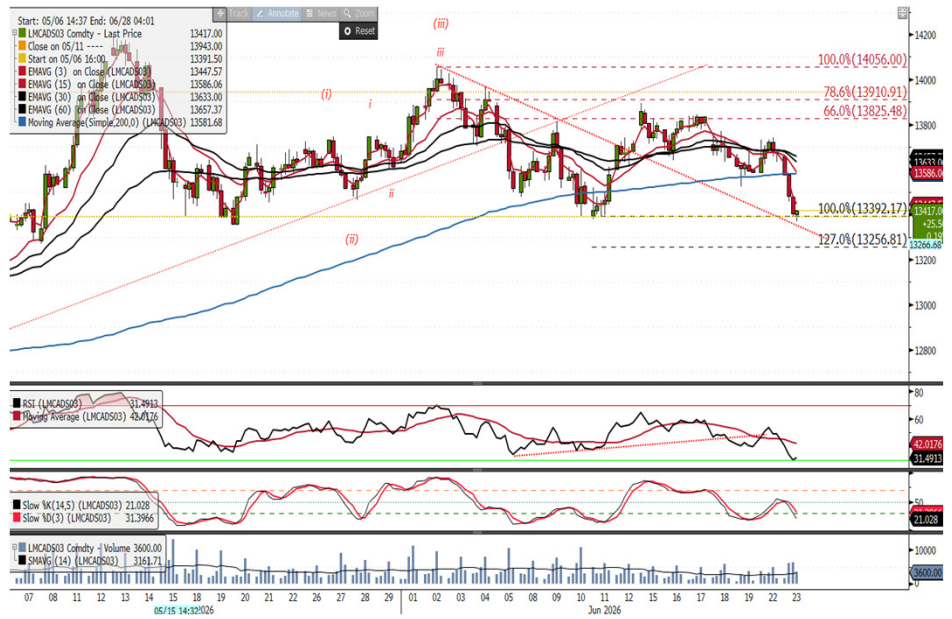 Start: 05/06 14:37 End: 06/28 04:01
LMCADS03 Comdty - Last Price 13417.00
Close on 05/11 ---- 13943.00
Start on 05/06 16:00 13391.50
EMAVG (3) on Close (LMCADS03) 13447.57
EMAVG (15) on Close (LMCADS03) 13586.06
EMAVG (30) on Close (LMCADS03) 13633.00
EMAVG (60) on Close (LMCADS03) 13657.37
Moving Average(Simple,200,0) (LMCADS03) 13581.68
Track Annotate News Zoom
Reset
(iii)
iii
(i)
i
ii
(ii)
100.0%(14056.00)
78.6%(13910.91)
66.0%(13825.48)
100.0%(13392.17)
127.0%(13256.81)
14200
14000
13633.0
13586.06
13417.00
+25.50
0.19%
13266.68
13200
13000
12800
RSI (LMCADS03) 31.4913
Moving Average (LMCADS03) 42.0176
80
60
42.0176
31.4913
Slow %K(14,5) (LMCADS03) 21.028
Slow %D(3) (LMCADS03) 31.3966
50
21.028
LMCADS03 Comdty - Volume 3600.00
SMAVG (14) (LMCADS03) 3161.71
10000
3600.00
0
07 08 11 12 13 14 15 18 19 20 21 22 26 27 28 29 01 02 03 04 05 08 09 10 11 12 15 16 17 18 19 22 23
05/15 14:32 026 Jun 2026